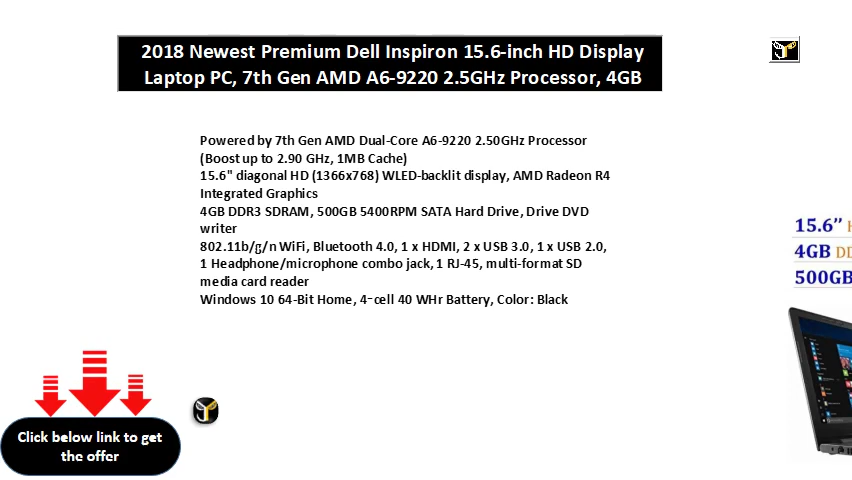 2018 Newest Premium Dell Inspiron 15.6-inch HD Display
Laptop PC, 7th Gen AMD A6-9220 2.5GHz Processor, 4GB
Powered by 7th Gen AMD Dual-Core A6-9220 2.50GHz Processor
(Boost up to 2.90 GHz, 1MB Cache)
15.6" diagonal HD (1366x768) WLED-backlit display, AMD Radeon R4
Integrated Graphics
4GB DDR3 SDRAM, 500GB 5400RPM SATA Hard Drive, Drive DVD
writer
802.11b/g/n WiFi, Bluetooth 4.0, 1 x HDMI, 2 x USB 3.0, 1 x USB 2.0,
1 Headphone/microphone combo jack, 1 RJ-45, multi-format SD
media card reader
Windows 10 64-Bit Home, 4-cell 40 WHr Battery, Color: Black
15.6” H
4GB DD
500GB
Click below link to get
the offer